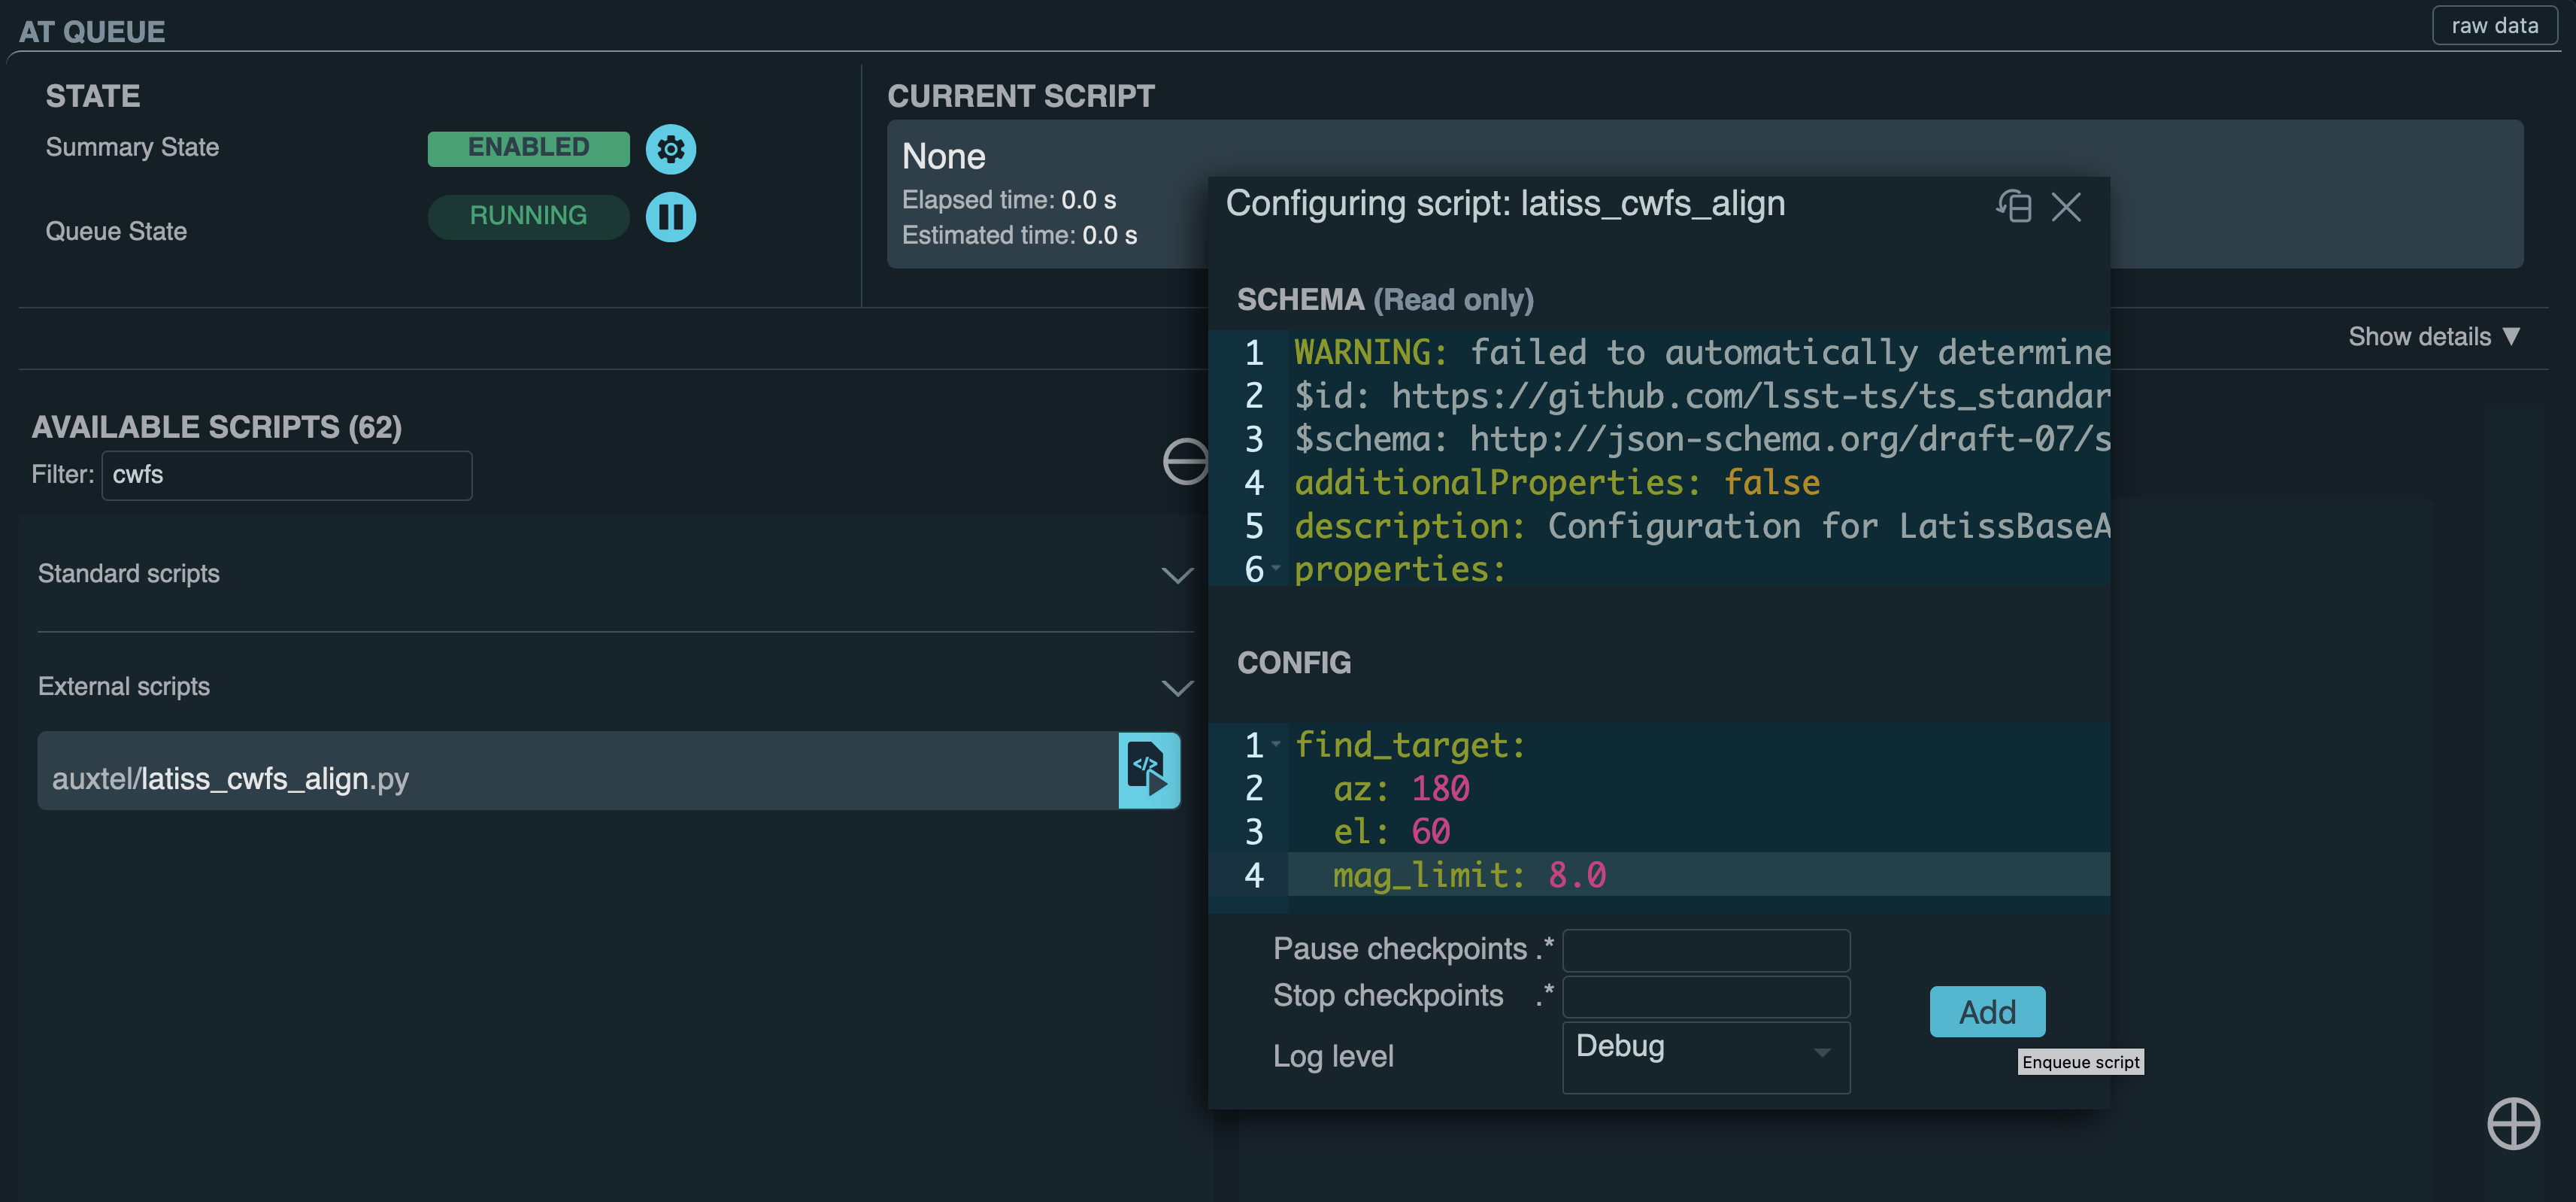 AT QUEUE
raw data
STATE
Summary State
ENABLED
Queue State
RUNNING
CURRENT SCRIPT
None
Elapsed time: 0.0 s
Estimated time: 0.0 s
Show details ▼
AVAILABLE SCRIPTS (62)
Filter: cwfs
Standard scripts
External scripts
auxtel/latiss_cwfs_align.py
</>
Configuring script: latiss_cwfs_align
SCHEMA (Read only)
1 WARNING: failed to automatically determine
2 $id: https://github.com/lsst-ts/ts_standar
3 $schema: http://json-schema.org/draft-07/s
4 additionalProperties: false
5 description: Configuration for LatissBaseA
6 properties:
CONFIG
1 find_target:
2   az: 180
3   el: 60
4   mag_limit: 8.0
Pause checkpoints .*
Stop checkpoints .*
Log level Debug
Add
Enqueue script